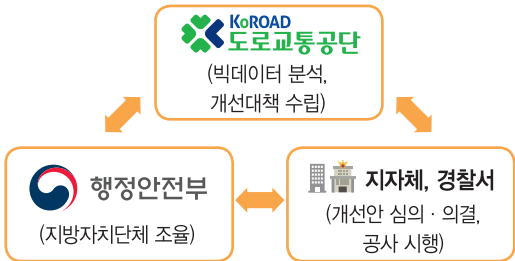 KoROAD
도로교통공단
(빅데이터 분석,
개선대책 수립)
행정안전부
(지방자치단체 조율)
지자체, 경찰서
(개선안 심의 · 의결,
공사 시행)